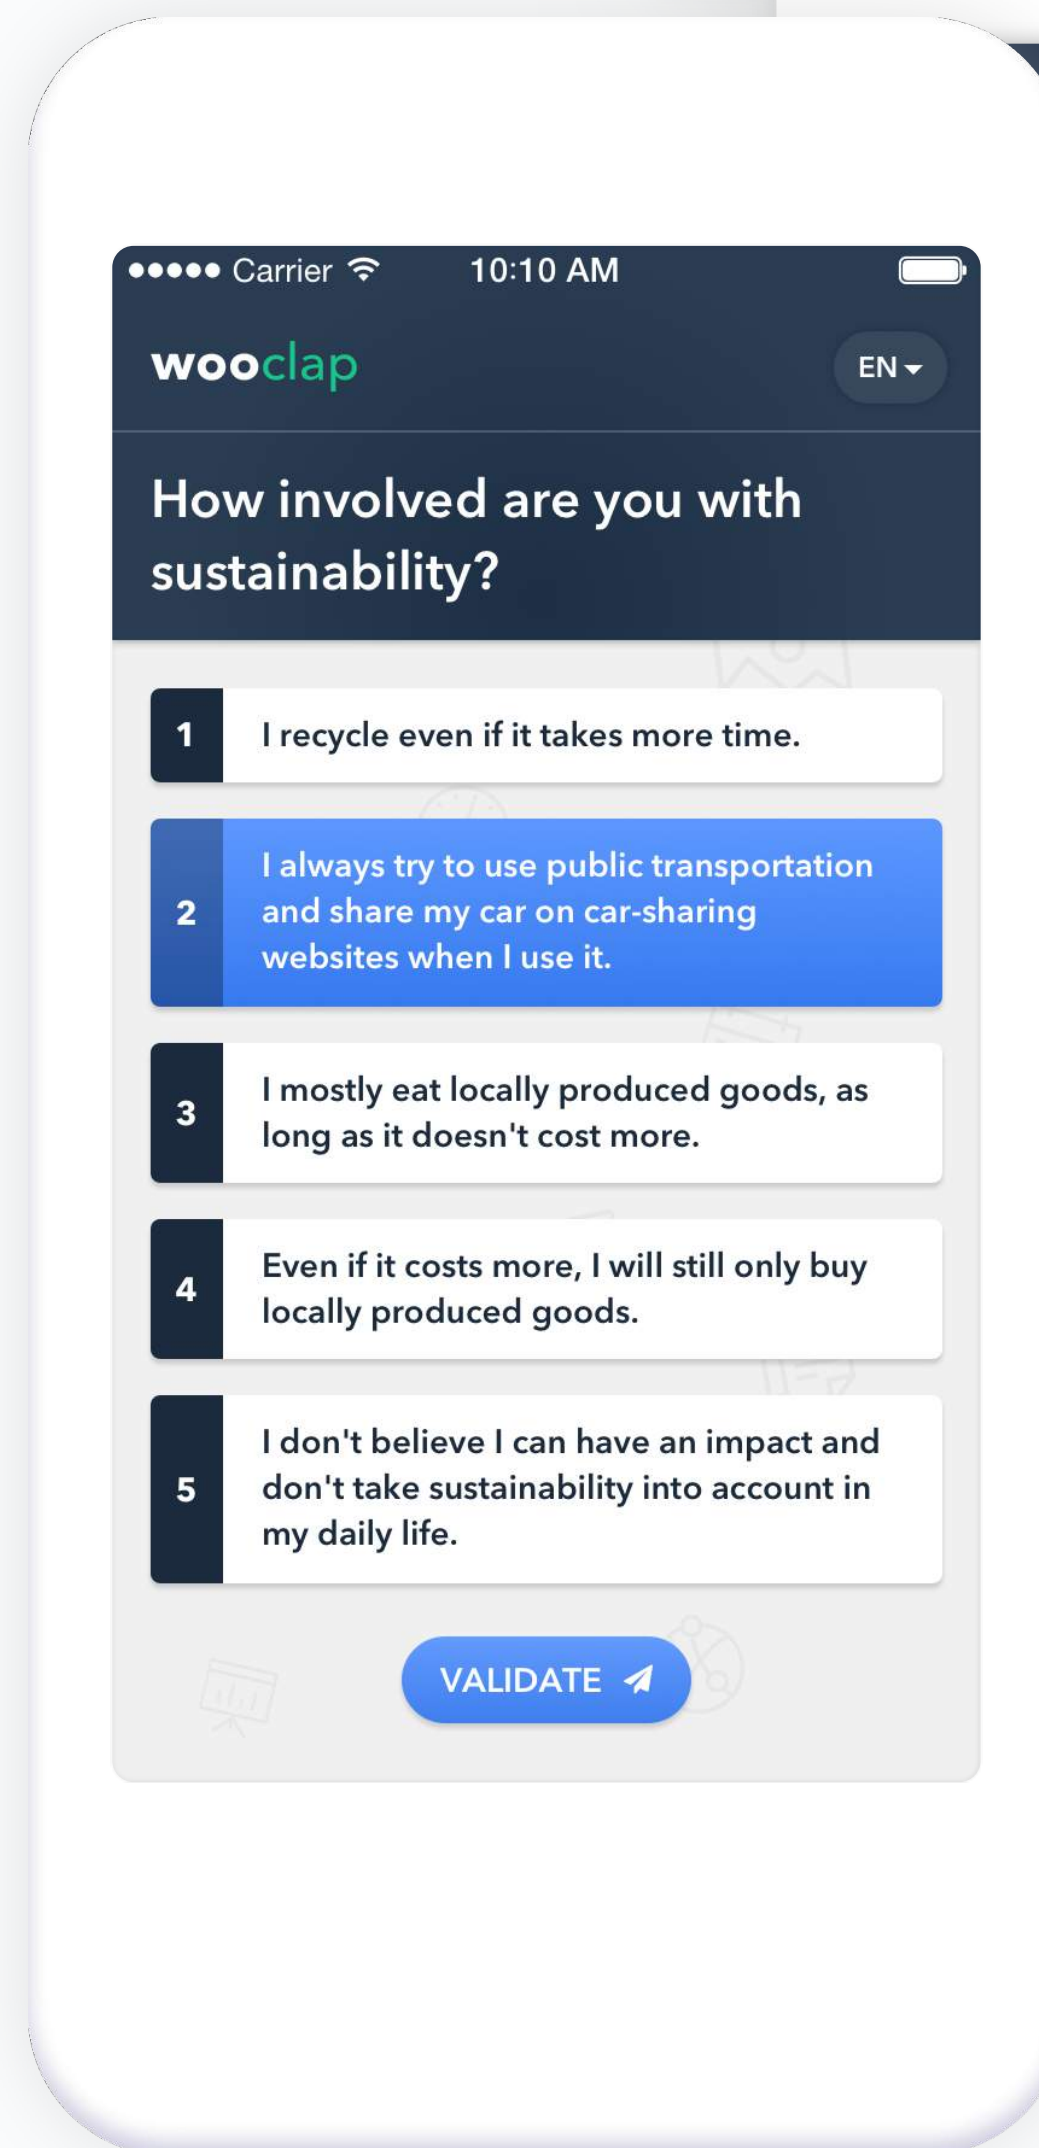 Carrier 10:10 AM
wooclap EN
How involved are you with
sustainability?
1 I recycle even if it takes more time.
2 I always try to use public transportation
and share my car on car-sharing
websites when I use it.
3 I mostly eat locally produced goods, as
long as it doesn't cost more.
4 Even if it costs more, I will still only buy
locally produced goods.
5 I don't believe I can have an impact and
don't take sustainability into account in
my daily life.
VALIDATE